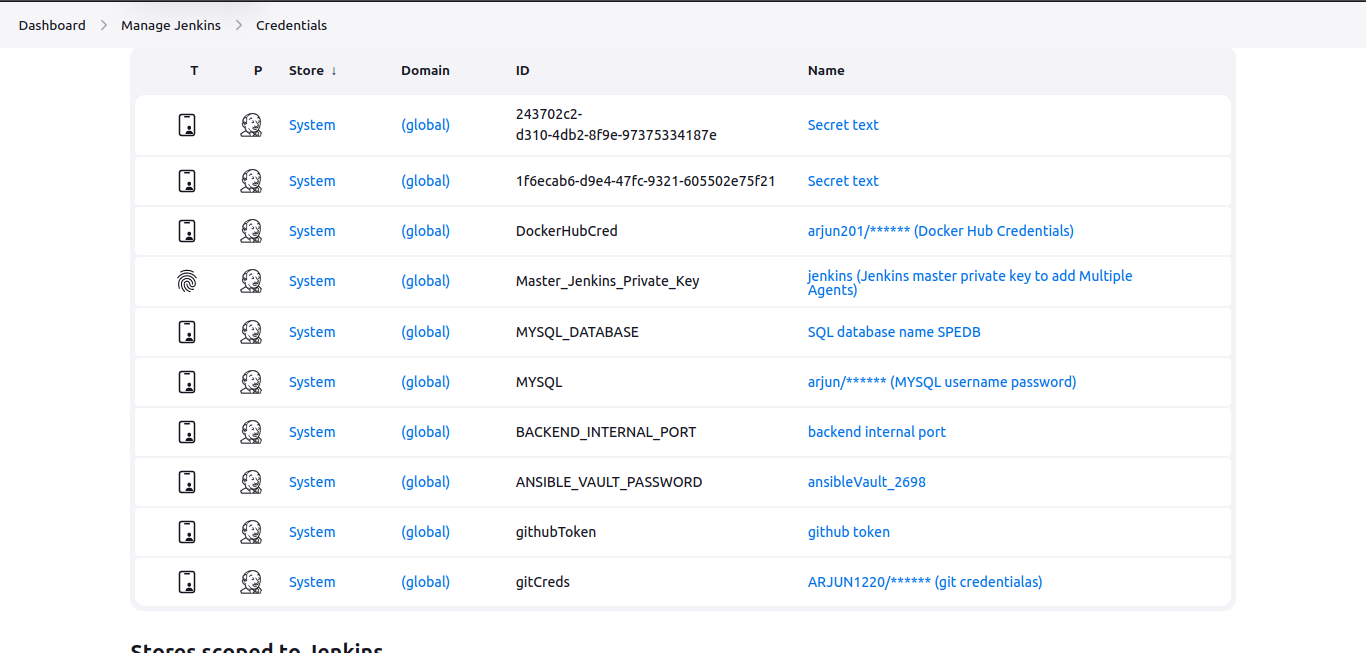 Dashboard > Manage Jenkins > Credentials
T P Store ↓ Domain ID Name
System (global) 243702c2-
d310-4db2-8f9e-97375334187e Secret text
System (global) 1f6ecab6-d9e4-47fc-9321-605502e75f21 Secret text
System (global) DockerHubCred arjun201/****** (Docker Hub Credentials)
System (global) Master_Jenkins_Private_Key jenkins (Jenkins master private key to add Multiple
Agents)
System (global) MYSQL_DATABASE SQL database name SPEDB
System (global) MYSQL arjun/****** (MYSQL username password)
System (global) BACKEND_INTERNAL_PORT backend internal port
System (global) ANSIBLE_VAULT_PASSWORD ansibleVault_2698
System (global) githubToken github token
System (global) gitCreds ARJUN1220/****** (git credentialas)
Stores scoped to Jenkins